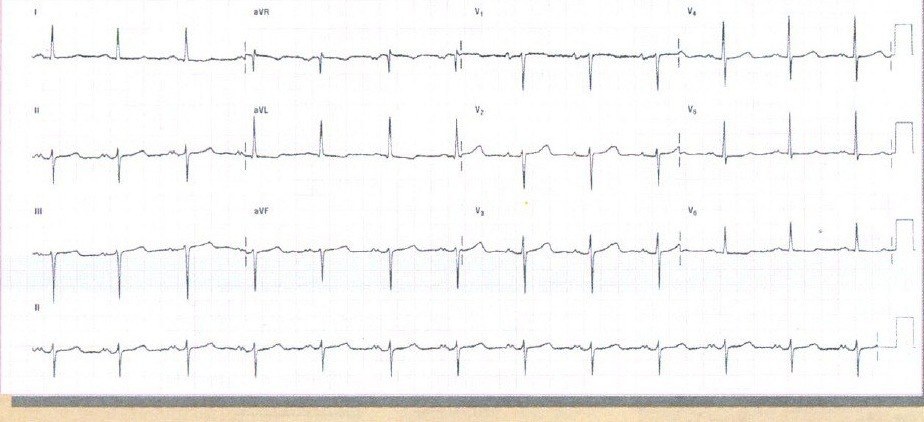 I aVR V₁ V₄
II aVL V₂ V₅
III aVF V₃ V₆
II